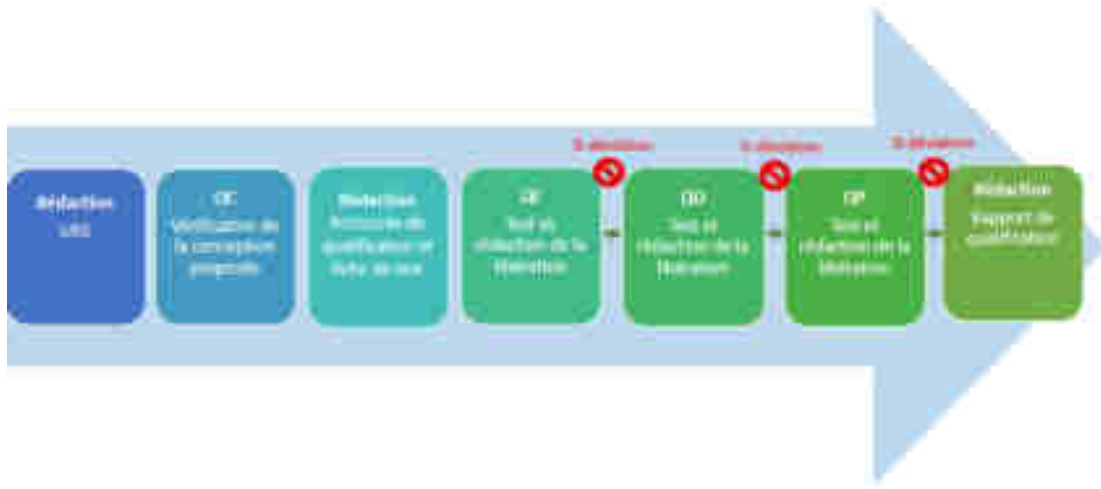 Rédaction
URS
QC
Vérification de
la conception
proposée
Rédaction
Protocole de
qualification et
fiche de test
QI
Test et
rédaction de la
libération
QO
Test et
rédaction de la
libération
QP
Test et
rédaction de la
libération
Rédaction
Rapport de
qualification